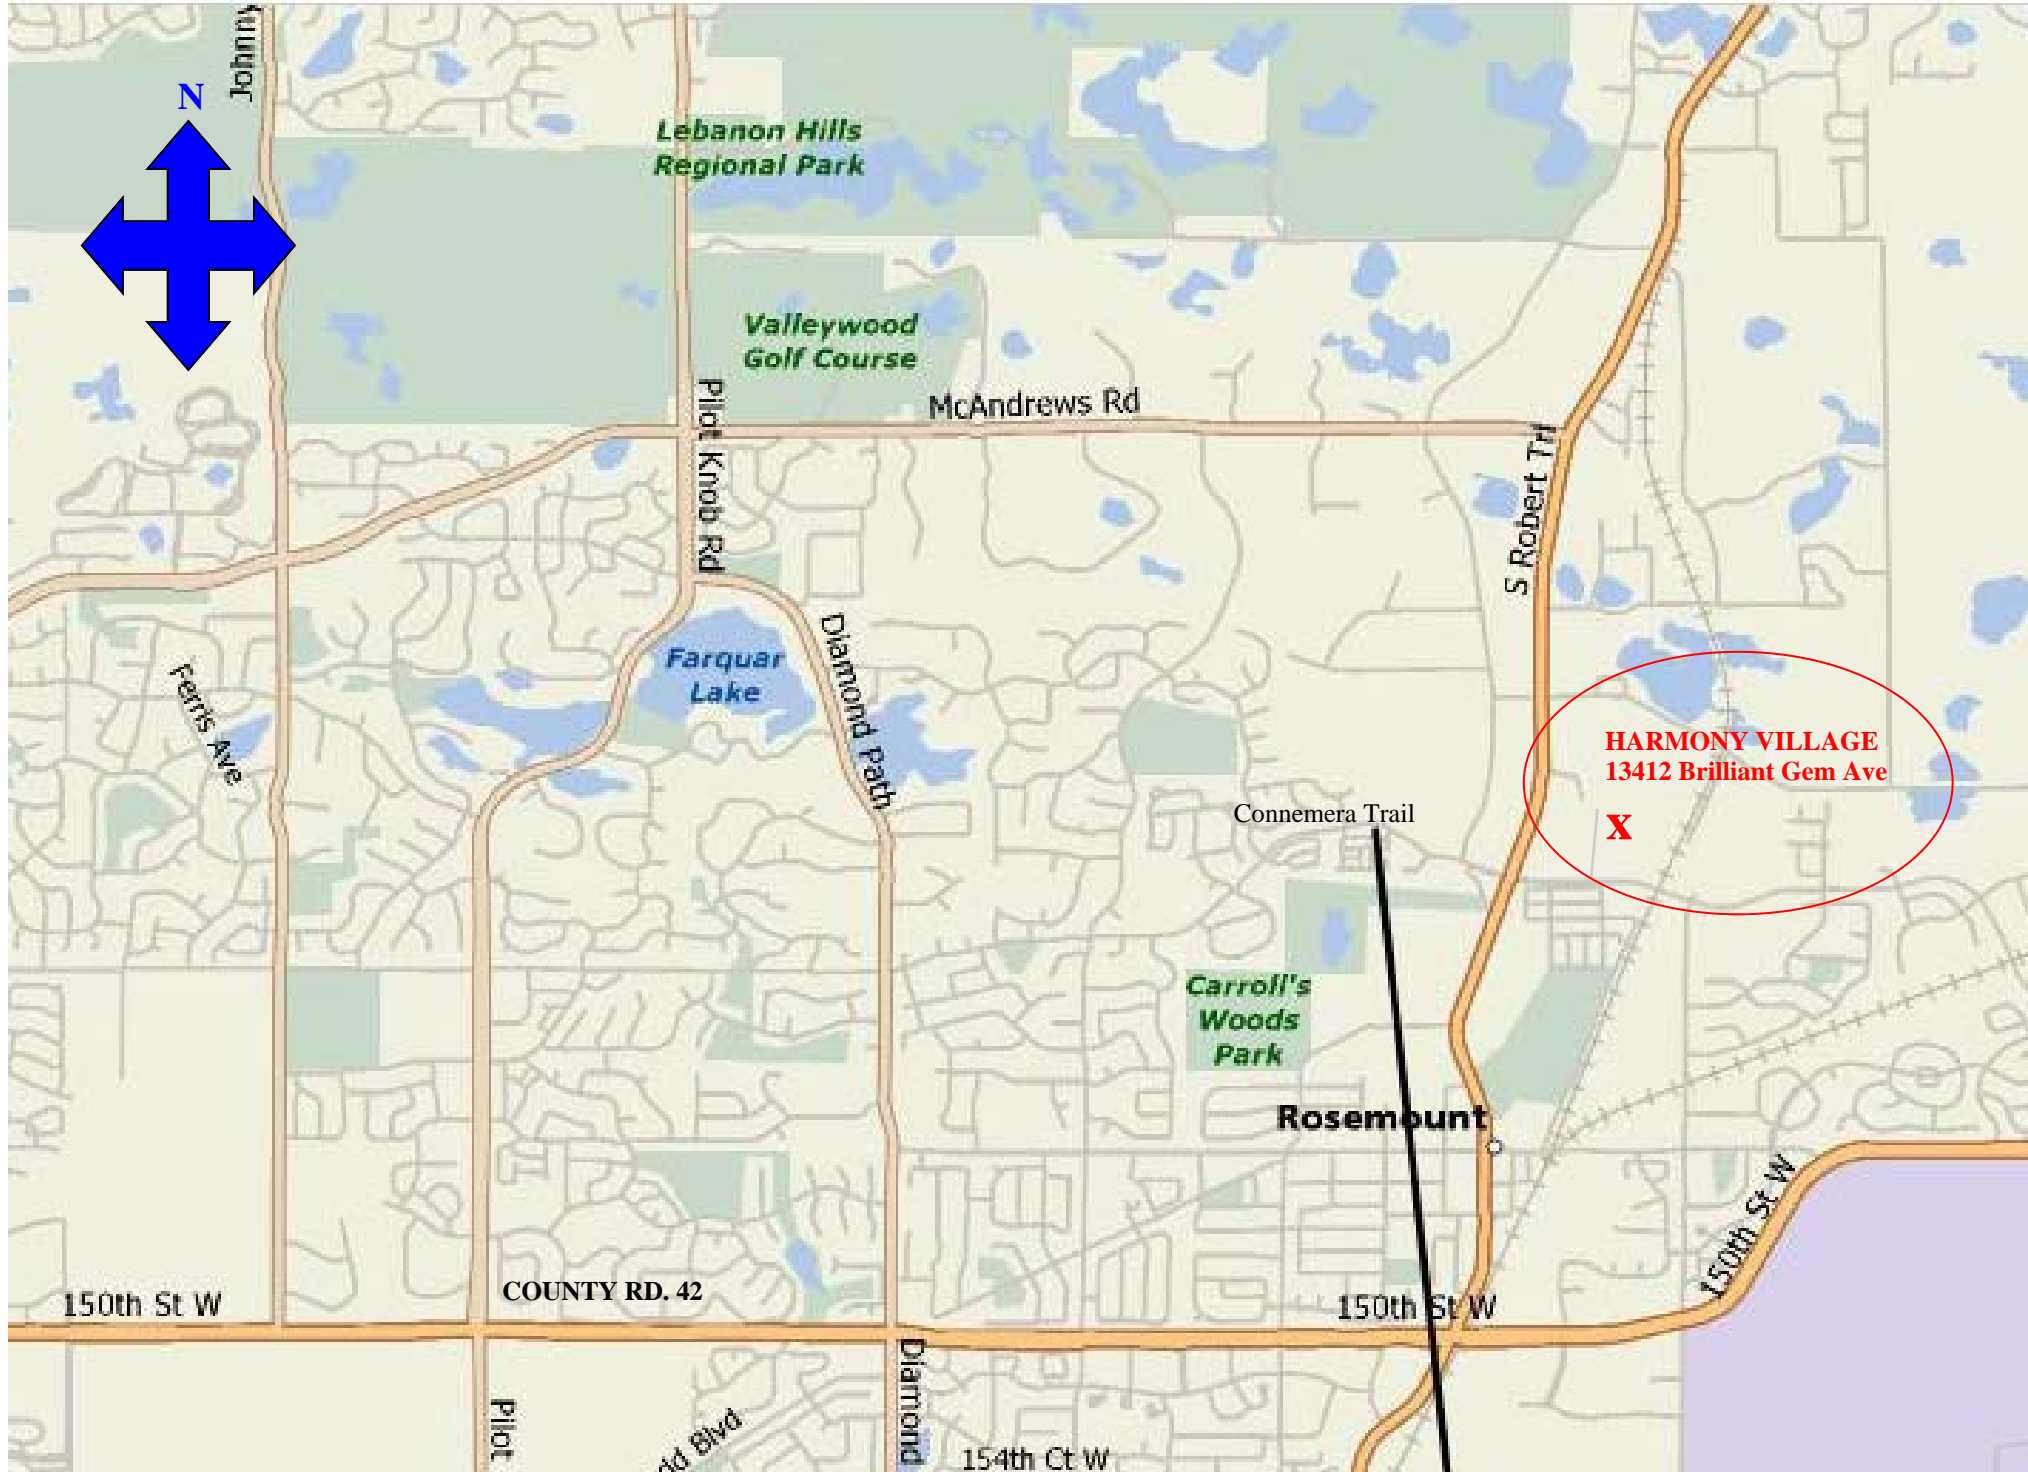 Johnny
N
Lebanon Hills
Regional Park
Valleywood
Golf Course
McAndrews Rd
Pilot Knob Rd
S Robert Trl
Diamond Path
Farquar
Lake
Ferris Ave
HARMONY VILLAGE
13412 Brilliant Gem Ave
X
Connemera Trail
Carroll's
Woods
Park
Rosemount
150th St W
COUNTY RD. 42
150th St W
150th St W
Pilot
dd Blvd
Diamond
154th Ct W